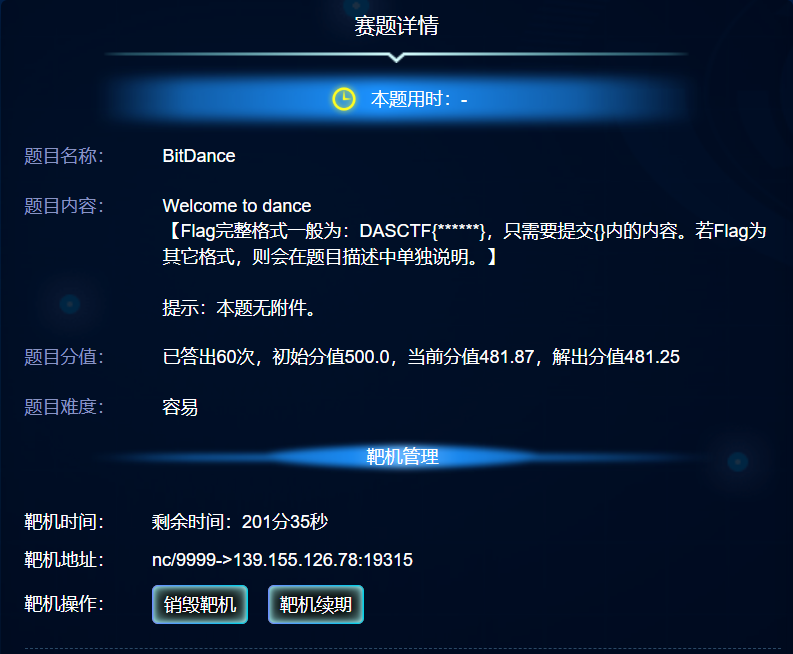 赛题详情
本题用时：-
题目名称： BitDance
题目内容： Welcome to dance
【Flag完整格式一般为：DASCTF{******}，只需要提交{}内的内容。若Flag为
其它格式，则会在题目描述中单独说明。】
提示：本题无附件。
题目分值： 已答出60次，初始分值500.0，当前分值481.87，解出分值481.25
题目难度： 容易
靶机管理
靶机时间： 剩余时间：201分35秒
靶机地址： nc/9999->139.155.126.78:19315
靶机操作： 销毁靶机 靶机续期